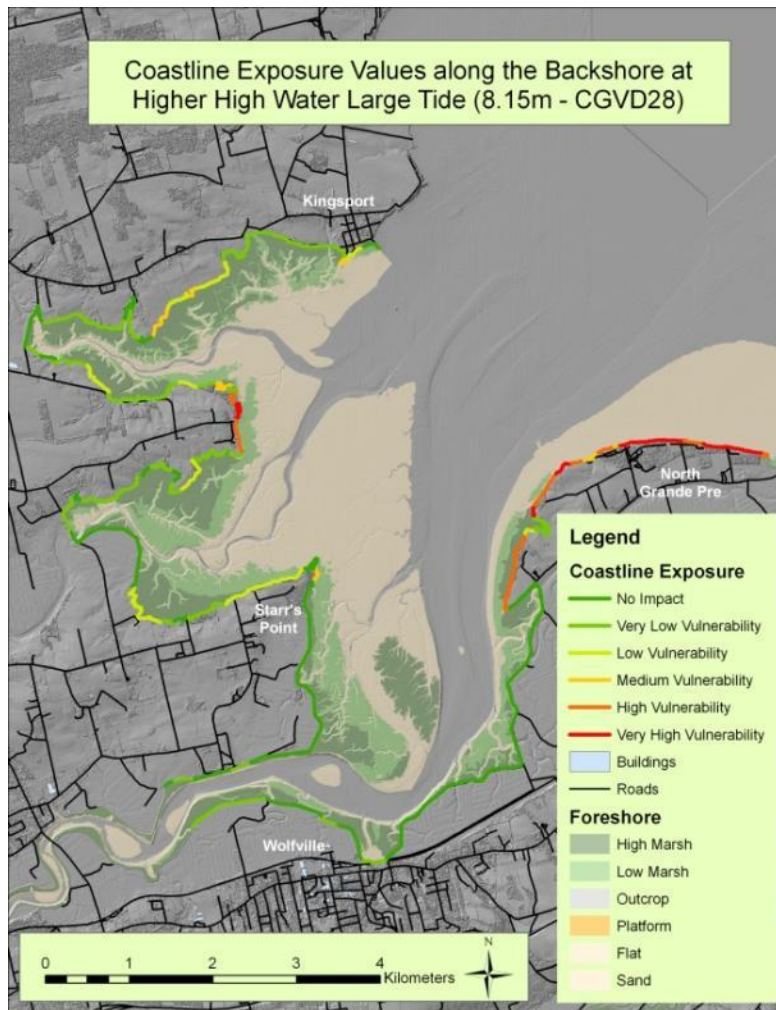 Coastline Exposure Values along the Backshore at
Higher High Water Large Tide (8.15m - CGVD28)
Kingsport
North
Grande Pre
Starr's
Point
Wolfville
Legend
Coastline Exposure
No Impact
Very Low Vulnerability
Low Vulnerability
Medium Vulnerability
High Vulnerability
Very High Vulnerability
Buildings
Roads
Foreshore
High Marsh
Low Marsh
Outcrop
Platform
Flat
Sand
0 1 2 3 4
Kilometers
N